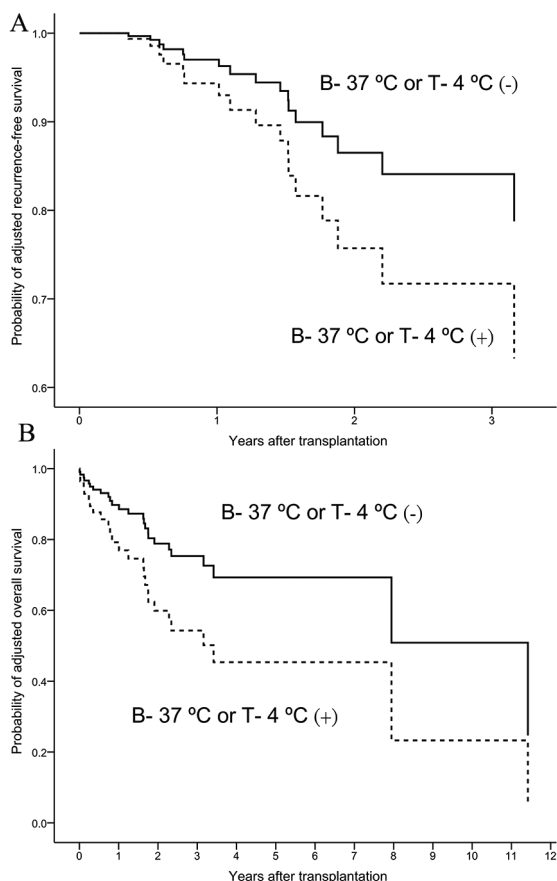 A
1.0
0.9
0.8
0.7
0.6
Probability of adjusted recurrence-free survival
B- 37 ºC or T- 4 ºC (-)
B- 37 ºC or T- 4 ºC (+)
0 1 2 3
Years after transplantation
B
1.0
0.8
0.6
0.4
0.2
0.0
Probability of adjusted overall survival
B- 37 ºC or T- 4 ºC (-)
B- 37 ºC or T- 4 ºC (+)
0 1 2 3 4 5 6 7 8 9 10 11 12
Years after transplantation